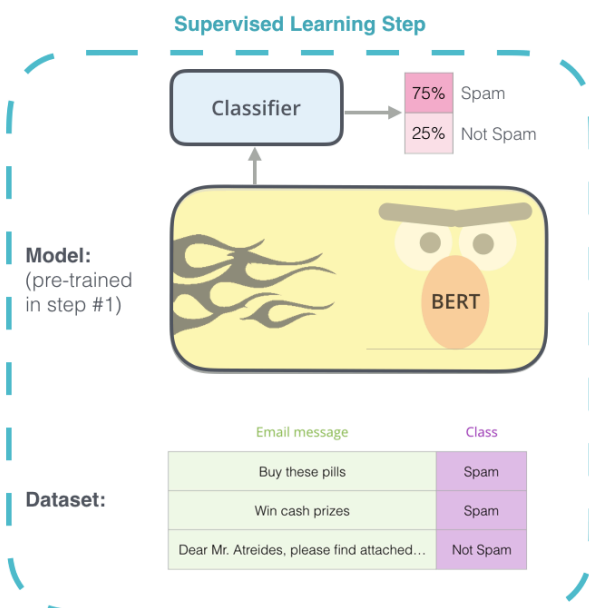 Supervised Learning Step
Classifier
75% Spam
25% Not Spam
Model:
(pre-trained
in step #1)
BERT
Email message Class
Dataset:
Buy these pills Spam
Win cash prizes Spam
Dear Mr. Atreides, please find attached… Not Spam